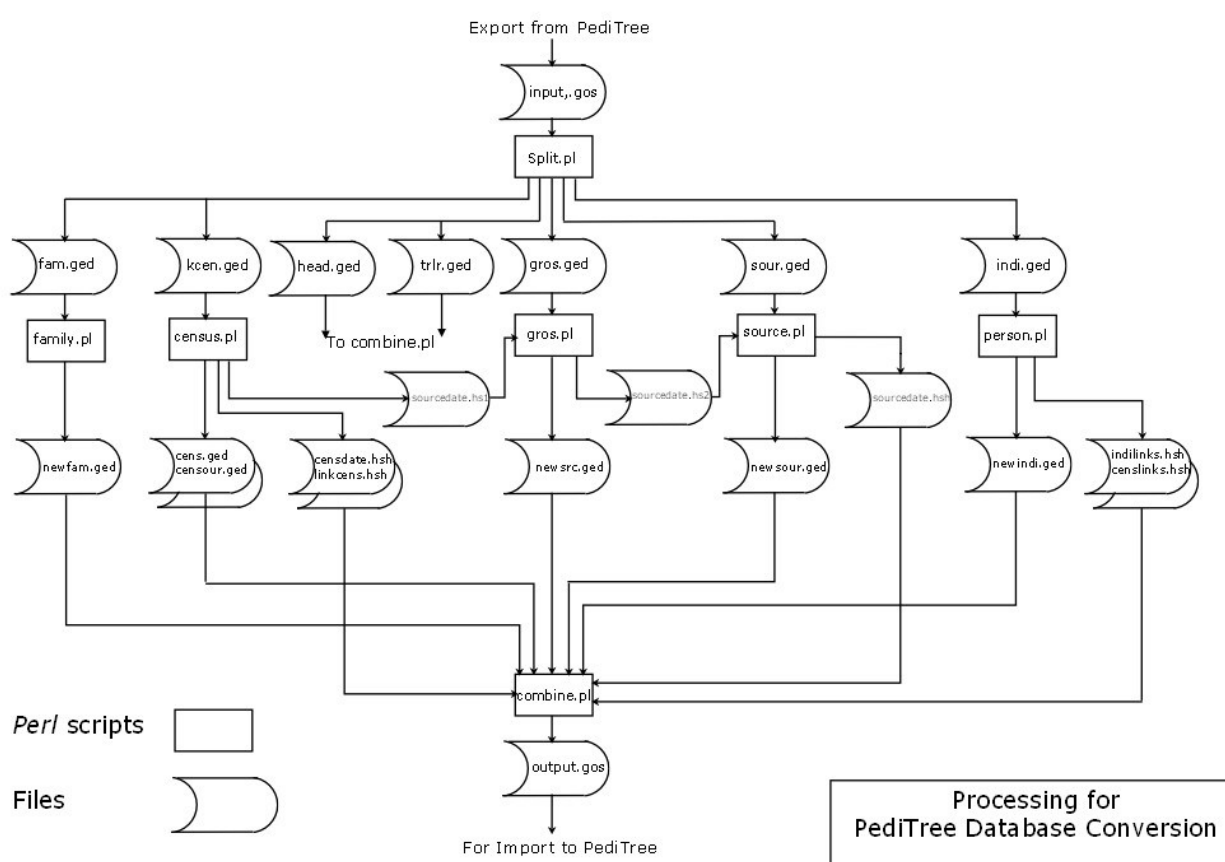 Export from PediTree
input,.gos
Split.pl
fam.ged
kcen.ged
head.ged
trlr.ged
gros.ged
sour.ged
indi.ged
family.pl
census.pl
To combine.pl
gros.pl
source.pl
person.pl
sourcedate.hs1
sourcedate.hs2
sourcedate.hsh
newfam.ged
cens.ged
censour.ged
censdate.hsh
linkcens.hsh
newsrc.ged
newsour.ged
newindi.ged
indilinks.hsh
censlinks.hsh
combine.pl
Perl scripts
output.gos
Files
For Import to PediTree
Processing for
PediTree Database Conversion